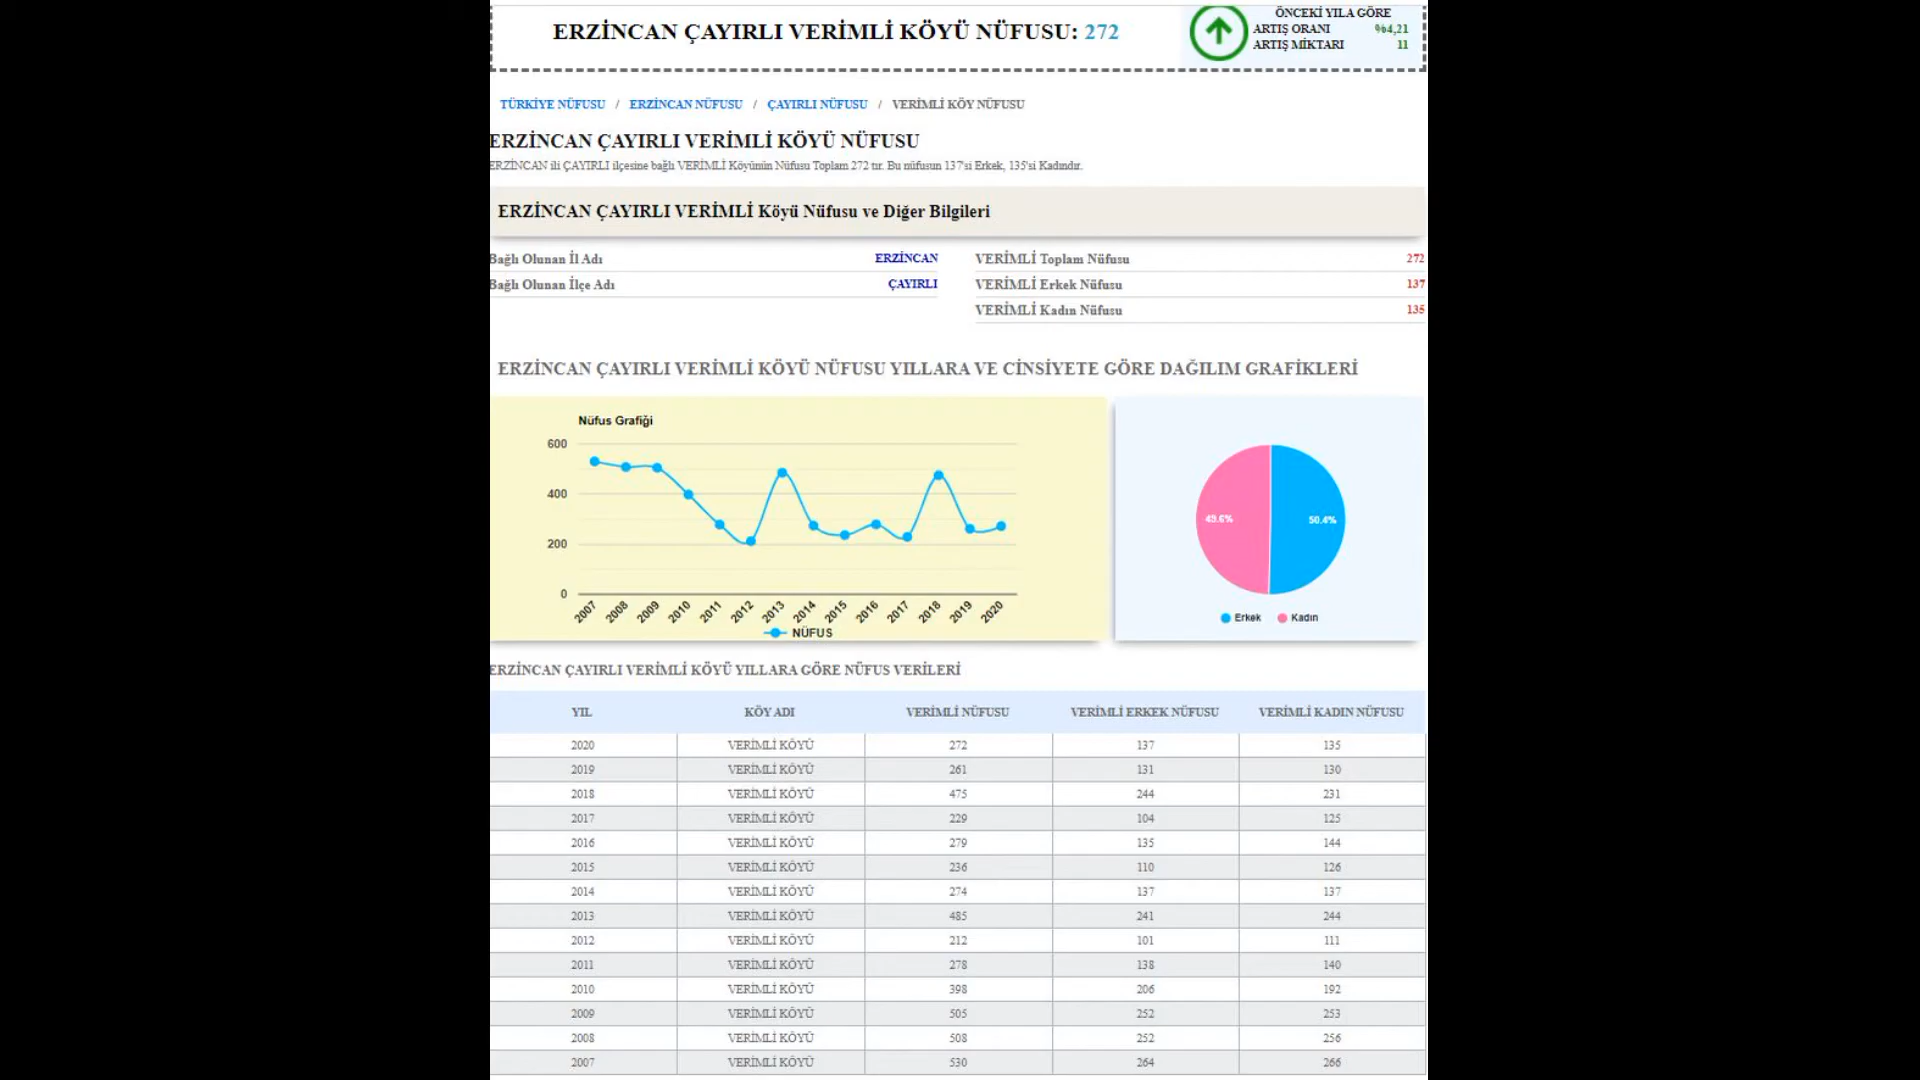 ERZİNCAN ÇAYIRLI VERİMLİ KÖYÜ NÜFUSU: 272
ÖNCEKİ YILA GÖRE
ARTIŞ ORANI %4,21
ARTIŞ MİKTARI 11
TÜRKİYE NÜFUSU / ERZİNCAN NÜFUSU / ÇAYIRLI NÜFUSU / VERİMLİ KÖY NÜFUSU
ERZİNCAN ÇAYIRLI VERİMLİ KÖYÜ NÜFUSU
ERZİNCAN ili ÇAYIRLI ilçesine bağlı VERİMLİ Köyünün Nüfusu Toplam 272 tır. Bu nüfusun 137'si Erkek, 135'si Kadındır.
ERZİNCAN ÇAYIRLI VERİMLİ Köyü Nüfusu ve Diğer Bilgileri
Bağlı Olunan İl Adı ERZİNCAN VERİMLİ Toplam Nüfusu 272
Bağlı Olunan İlçe Adı ÇAYIRLI VERİMLİ Erkek Nüfusu 137
VERİMLİ Kadın Nüfusu 135
ERZİNCAN ÇAYIRLI VERİMLİ KÖYÜ NÜFUSU YILLARA VE CİNSİYETE GÖRE DAĞILIM GRAFİKLERİ
Nüfus Grafiği
600
400
200
0
2007 2008 2009 2010 2011 2012 2013 2014 2015 2016 2017 2018 2019 2020
NÜFUS
49.6% 50.4%
Erkek Kadın
ERZİNCAN ÇAYIRLI VERİMLİ KÖYÜ YILLARA GÖRE NÜFUS VERİLERİ
YIL KÖY ADI VERİMLİ NÜFUSU VERİMLİ ERKEK NÜFUSU VERİMLİ KADIN NÜFUSU
2020 VERİMLİ KÖYÜ 272 137 135
2019 VERİMLİ KÖYÜ 261 131 130
2018 VERİMLİ KÖYÜ 475 244 231
2017 VERİMLİ KÖYÜ 229 104 125
2016 VERİMLİ KÖYÜ 279 135 144
2015 VERİMLİ KÖYÜ 236 110 126
2014 VERİMLİ KÖYÜ 274 137 137
2013 VERİMLİ KÖYÜ 485 241 244
2012 VERİMLİ KÖYÜ 212 101 111
2011 VERİMLİ KÖYÜ 278 138 140
2010 VERİMLİ KÖYÜ 398 206 192
2009 VERİMLİ KÖYÜ 505 252 253
2008 VERİMLİ KÖYÜ 508 252 256
2007 VERİMLİ KÖYÜ 530 264 266